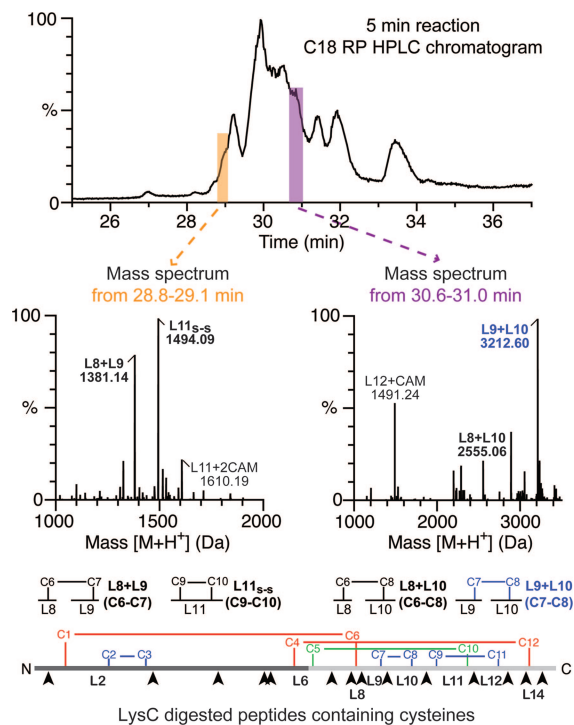 5 min reaction
C18 RP HPLC chromatogram
100
%
0
26 28 30 32 34 36
Time (min)
Mass spectrum
from 28.8-29.1 min
Mass spectrum
from 30.6-31.0 min
100
%
0
L11s-s
1494.09
L8+L9
1381.14
L11+2CAM
1610.19
1000 1500 2000
Mass [M+H⁺] (Da)
100
%
0
L9+L10
3212.60
L12+CAM
1491.24
L8+L10
2555.06
1000 2000 3000
Mass [M+H⁺] (Da)
C6 C7
L8 L9
L8+L9
(C6-C7)
C9 C10
L11
L11s-s
(C9-C10)
C6 C8
L8 L10
L8+L10
(C6-C8)
C7 C8
L9 L10
L9+L10
(C7-C8)
C1 C6
C4 C12
C5 C10
C2 C3 C7 C8 C9 C11
N C
L2 L6 L9 L10 L11 L12
L8 L14
LysC digested peptides containing cysteines